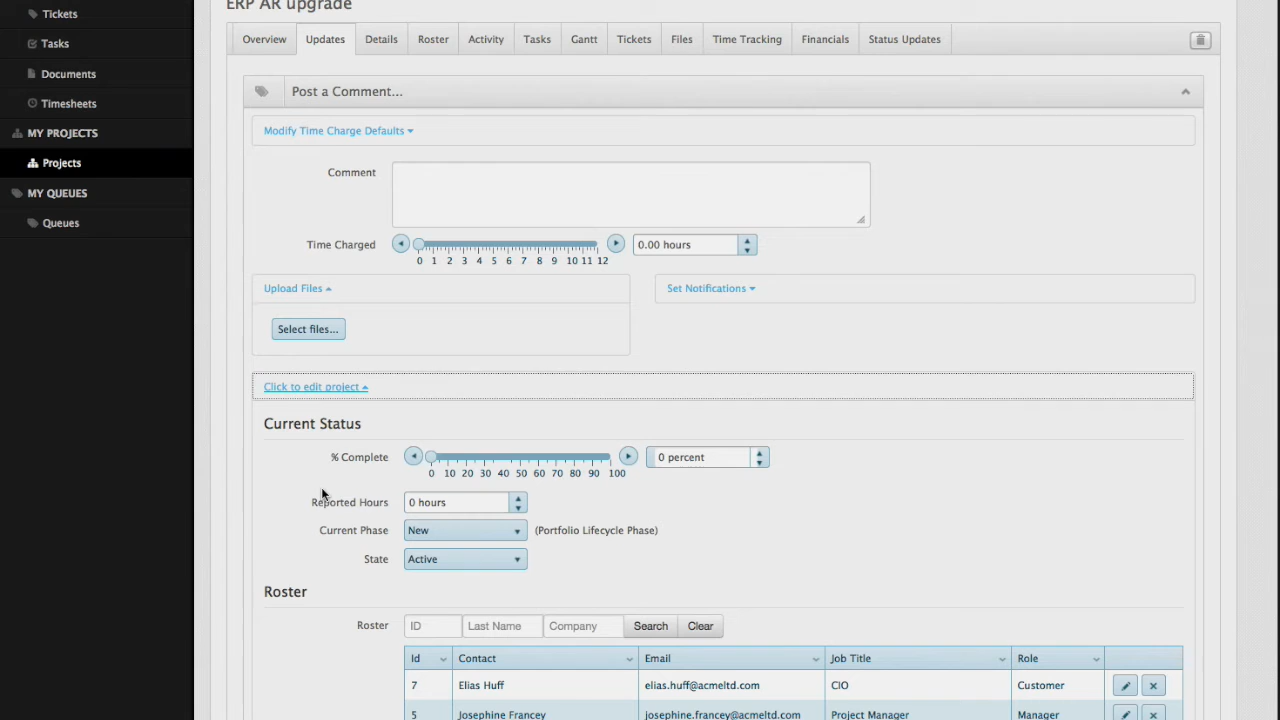 ERP AR upgrade
Tickets
Tasks
Documents
Timesheets
MY PROJECTS
Projects
MY QUEUES
Queues
Overview Updates Details Roster Activity Tasks Gantt Tickets Files Time Tracking Financials Status Updates
Post a Comment...
Modify Time Charge Defaults
Comment
Time Charged 0.00 hours
0 1 2 3 4 5 6 7 8 9 10 11 12
Upload Files Set Notifications
Select files...
Click to edit project
Current Status
% Complete 0 percent
0 10 20 30 40 50 60 70 80 90 100
Reported Hours 0 hours
Current Phase New (Portfolio Lifecycle Phase)
State Active
Roster
Roster ID Last Name Company Search Clear
Id Contact Email Job Title Role
7 Elias Huff elias.huff@acmeltd.com CIO Customer
5 Josephine Francey josephine.francey@acmeltd.com Project Manager Manager